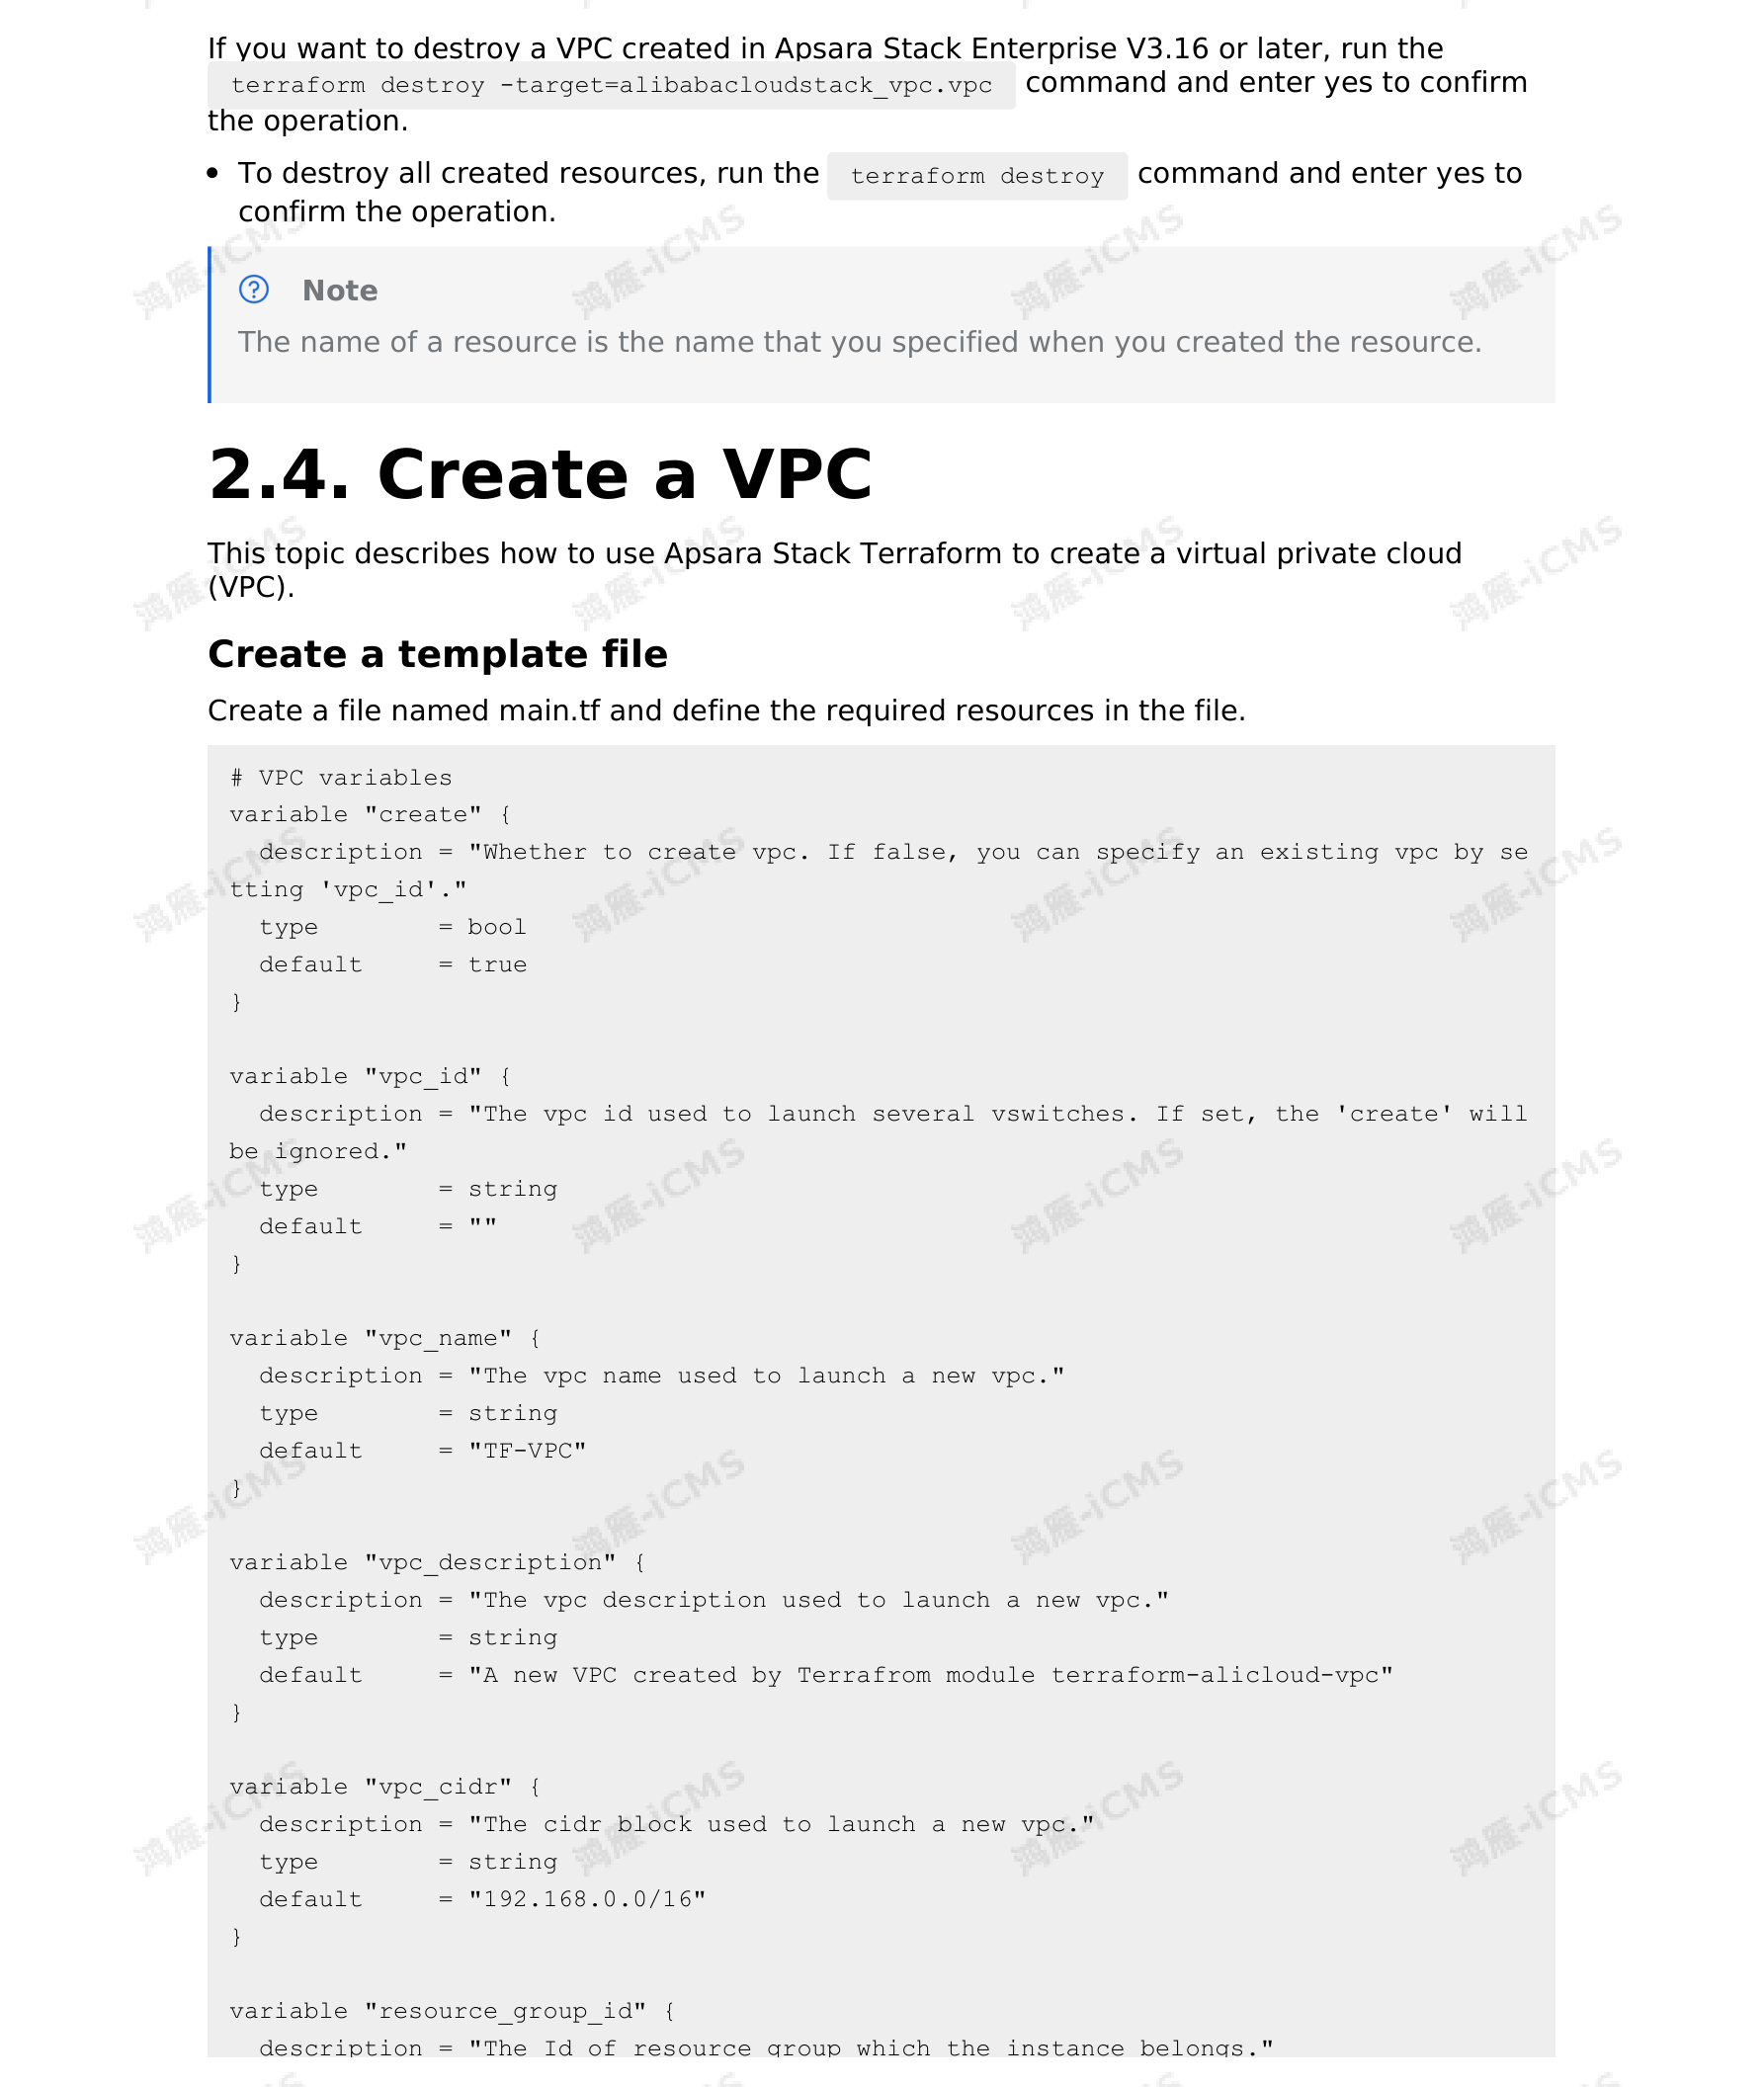 If you want to destroy a VPC created in Apsara Stack Enterprise V3.16 or later, run the
terraform destroy -target=alibabacloudstack_vpc.vpc command and enter yes to confirm
the operation.
• To destroy all created resources, run the terraform destroy command and enter yes to
confirm the operation.
Note
The name of a resource is the name that you specified when you created the resource.
2.4. Create a VPC
This topic describes how to use Apsara Stack Terraform to create a virtual private cloud
(VPC).
Create a template file
Create a file named main.tf and define the required resources in the file.
# VPC variables
variable "create" {
  description = "Whether to create vpc. If false, you can specify an existing vpc by se
tting 'vpc_id'."
  type        = bool
  default     = true
}
variable "vpc_id" {
  description = "The vpc id used to launch several vswitches. If set, the 'create' will
be ignored."
  type        = string
  default     = ""
}
variable "vpc_name" {
  description = "The vpc name used to launch a new vpc."
  type        = string
  default     = "TF-VPC"
}
variable "vpc_description" {
  description = "The vpc description used to launch a new vpc."
  type        = string
  default     = "A new VPC created by Terrafrom module terraform-alicloud-vpc"
}
variable "vpc_cidr" {
  description = "The cidr block used to launch a new vpc."
  type        = string
  default     = "192.168.0.0/16"
}
variable "resource_group_id" {
  description = "The Id of resource group which the instance belongs."
鸿雁-iCMS